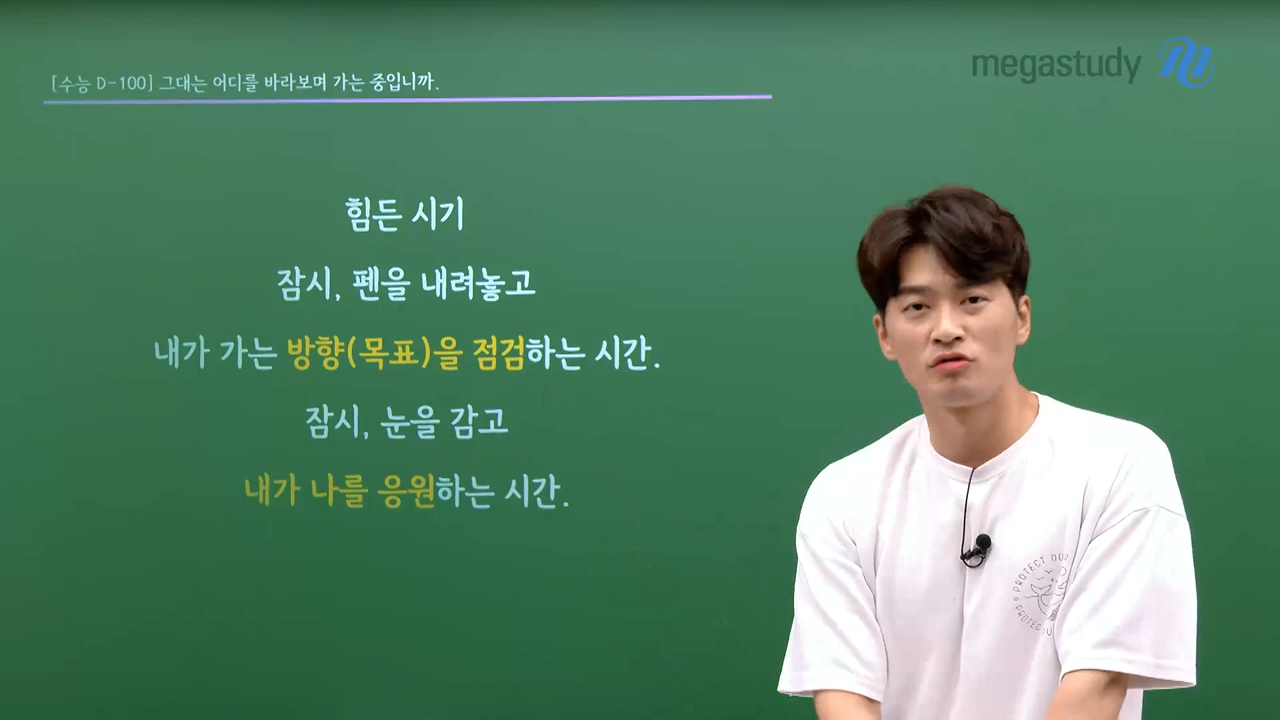 [수능 D-100] 그대는 어디를 바라보며 가는 중입니까.
megastudy
힘든 시기
잠시, 펜을 내려놓고
내가 가는 방향(목표)을 점검하는 시간.
잠시, 눈을 감고
내가 나를 응원하는 시간.
PROTECT OUR